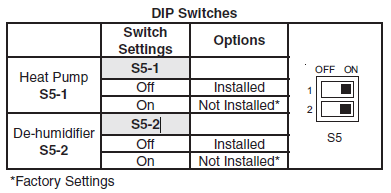 DIP Switches
Switch Settings Options
Heat Pump S5-1
S5-1
Off Installed
On Not Installed*
De-humidifier S5-2
S5-2
Off Installed
On Not Installed*
OFF ON
1
2
S5
*Factory Settings